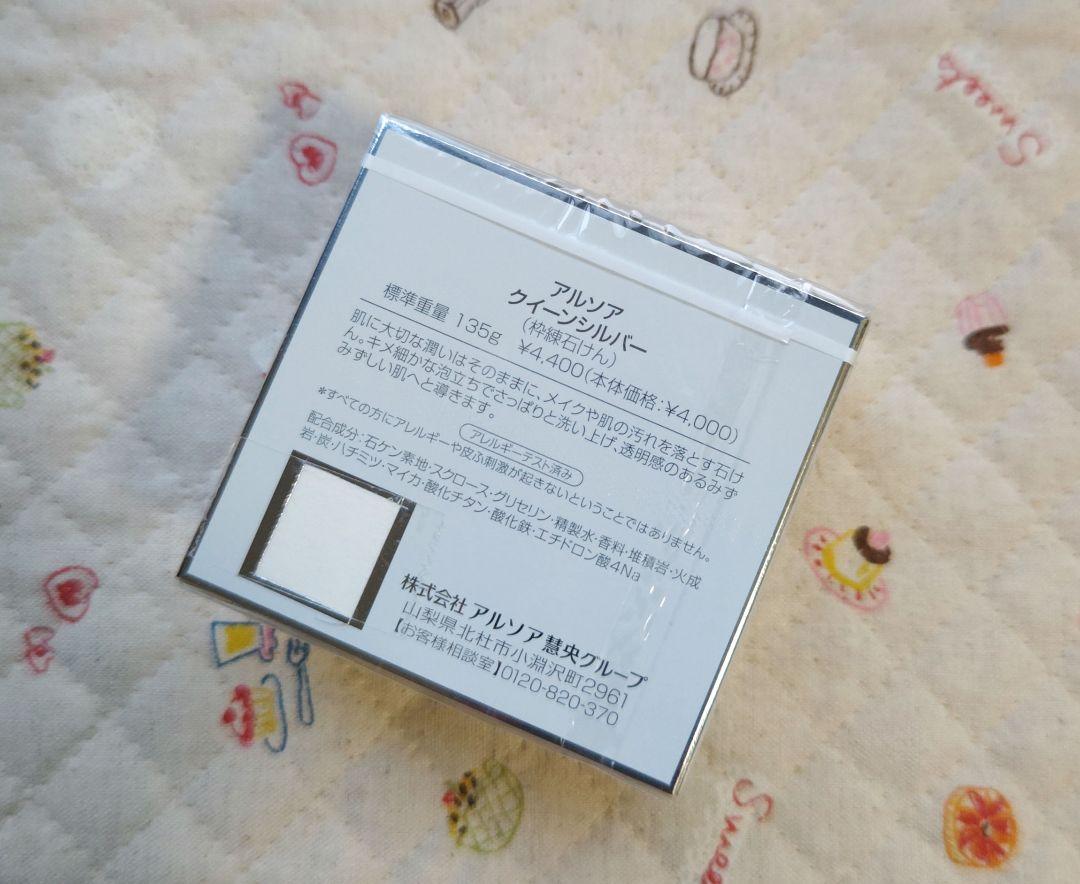 アルソア
クイーンシルバー
(枠練石けん)
標準重量 135g ¥4,400(本体価格:¥4,000)
肌に大切な潤いはそのままに、メイクや肌の汚れを落とす石け
ん。キメ細かな泡立ちでさっぱりと洗い上げ、透明感のあるみず
みずしい肌へと導きます。
アレルギーテスト済み
*すべての方にアレルギーや皮ふ刺激が起きないということではありません。
配合成分:石ケン素地・スクロース・グリセリン・精製水・香料・堆積岩・火成
岩・炭・ハチミツ・マイカ・酸化チタン・酸化鉄・エチドロン酸4Na
株式会社 アルソア慧央グループ
山梨県北杜市小淵沢町2961
【お客様相談室】0120-820-370
Sweets
Swee